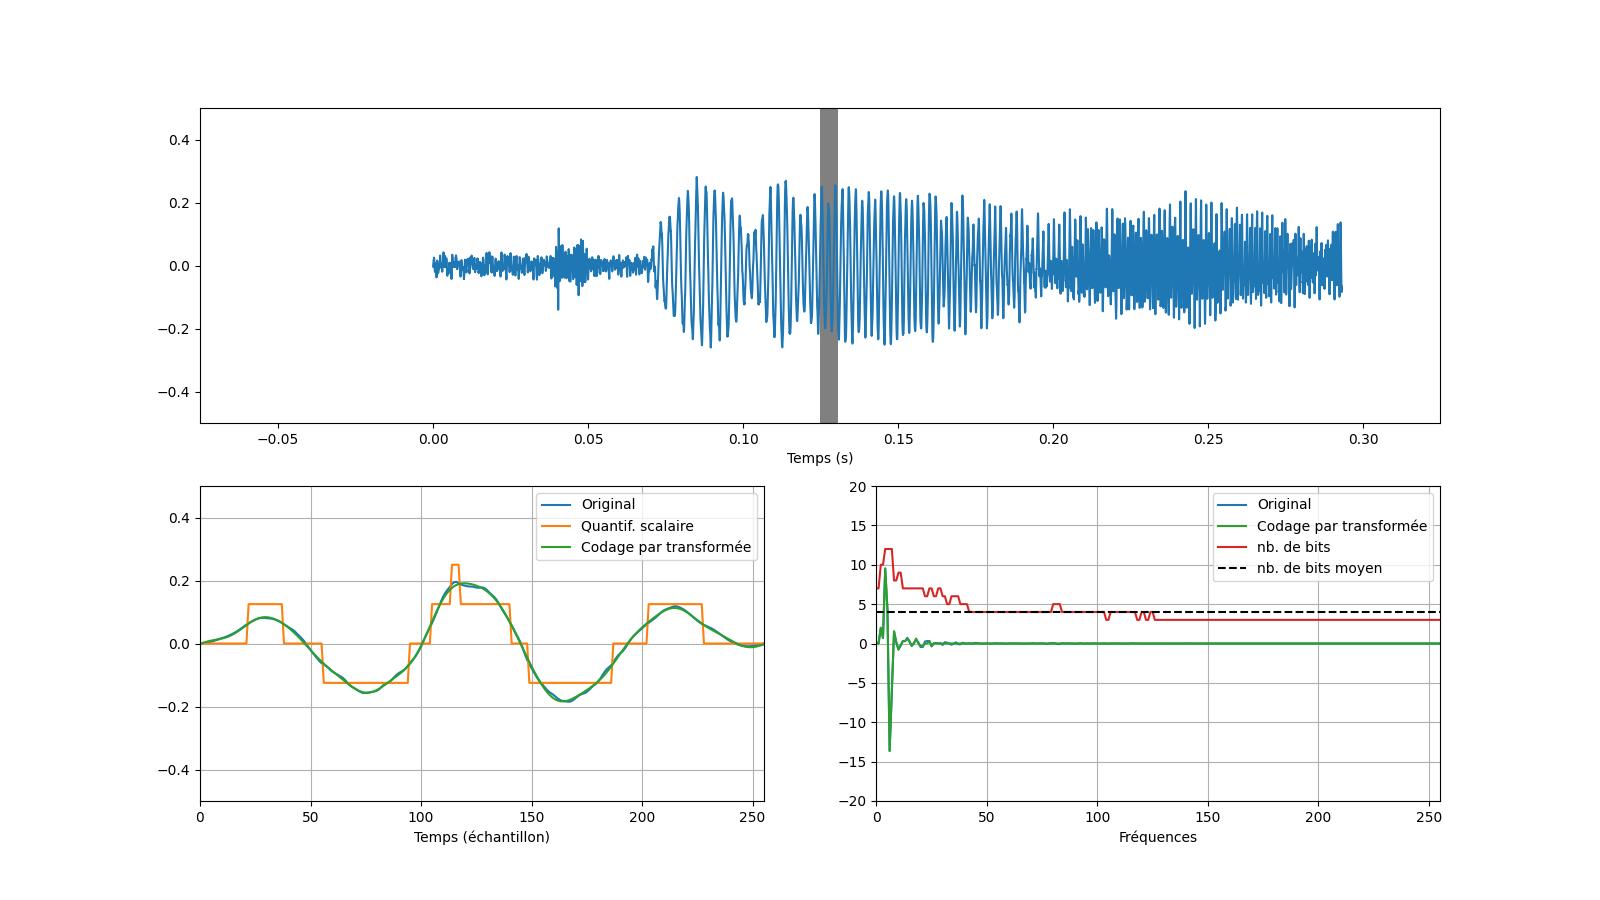 0.4
0.2
0.0
−0.2
−0.4
−0.05 0.00 0.05 0.10 0.15 0.20 0.25 0.30
Temps (s)
0.4
0.2
0.0
−0.2
−0.4
Original
Quantif. scalaire
Codage par transformée
0 50 100 150 200 250
Temps (échantillon)
20
15
10
5
0
−5
−10
−15
−20
Original
Codage par transformée
nb. de bits
nb. de bits moyen
0 50 100 150 200 250
Fréquences